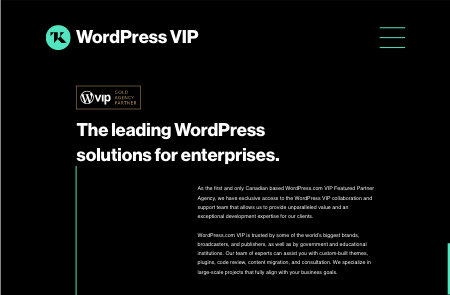 WordPress VIP
vip GOLD
AGENCY
PARTNER
The leading WordPress
solutions for enterprises.
As the first and only Canadian based WordPress.com VIP Featured Partner
Agency, we have exclusive access to the WordPress VIP collaboration and
support team that allows us to provide unparalleled value and an
exceptional development expertise for our clients.
WordPress.com VIP is trusted by some of the world's biggest brands,
broadcasters, and publishers, as well as by government and educational
institutions. Our team of experts can assist you with custom-built themes,
plugins, code review, content migration, and consultation. We specialize in
large-scale projects that fully align with your business goals.